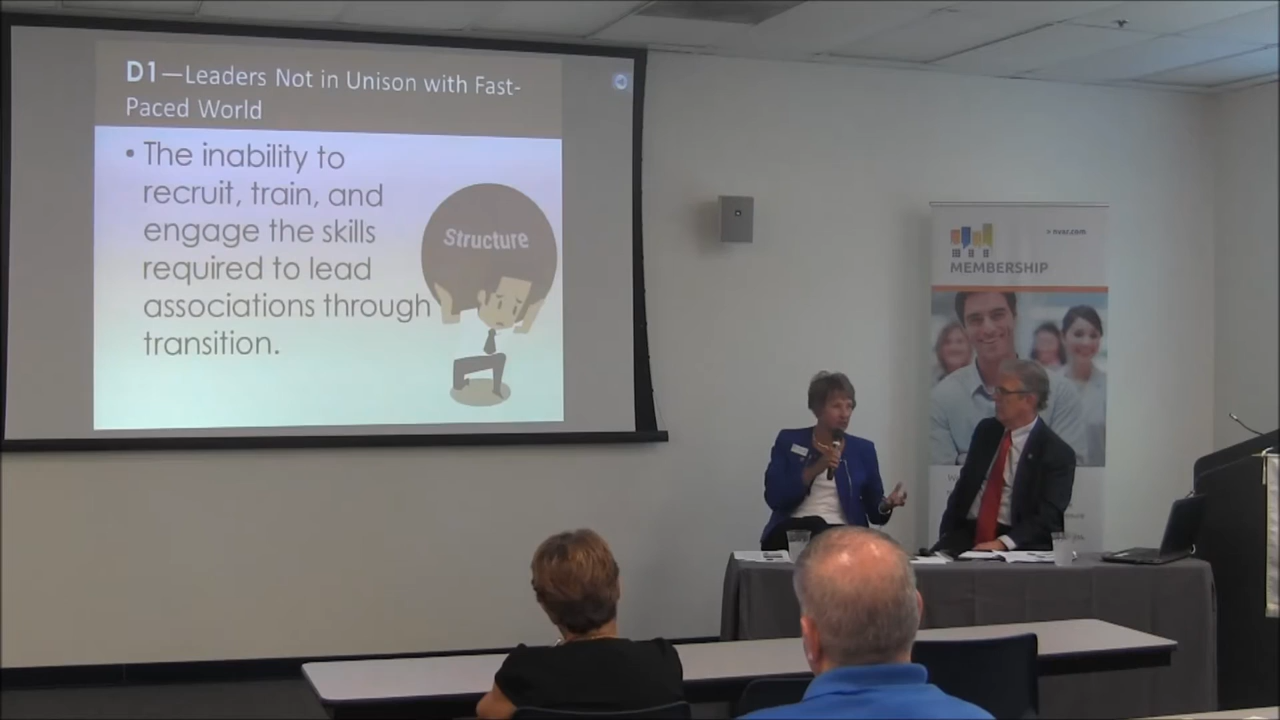 D1—Leaders Not in Unison with Fast-
Paced World
• The inability to
recruit, train, and
engage the skills
required to lead
associations through
transition.
Structure
MEMBERSHIP